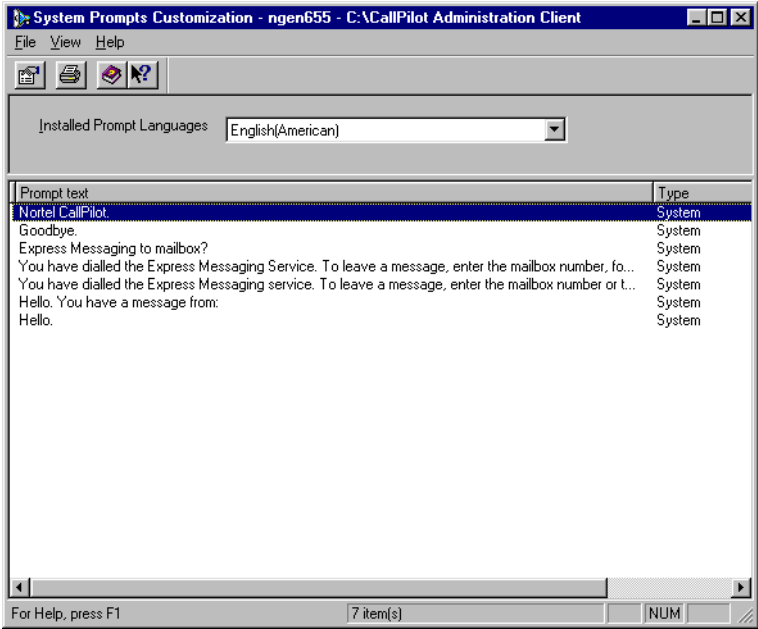 System Prompts Customization - ngen655 - C:\CallPilot Administration Client
File View Help
Installed Prompt Languages English(American)
Prompt text Type
Nortel CallPilot. System
Goodbye. System
Express Messaging to mailbox? System
You have dialled the Express Messaging Service. To leave a message, enter the mailbox number, fo... System
You have dialled the Express Messaging service. To leave a message, enter the mailbox number or t... System
Hello. You have a message from: System
Hello. System
For Help, press F1 7 item(s) NUM